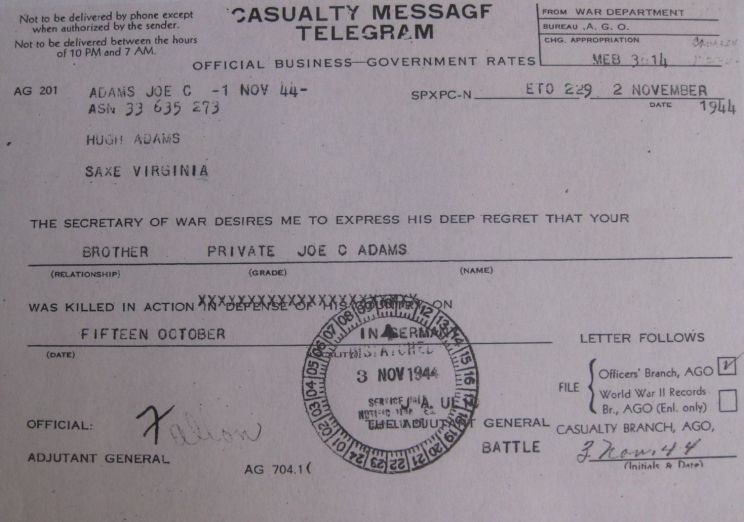 Not to be delivered by phone except
when authorized by the sender.
Not to be delivered between the hours
of 10 PM and 7 AM.
CASUALTY MESSAGE
TELEGRAM
OFFICIAL BUSINESS—GOVERNMENT RATES
FROM WAR DEPARTMENT
BUREAU A. G. O.
CHG. APPROPRIATION
MEB 3014
AG 201 ADAMS JOE C -1 NOV 44- SPXPC-N ETO 229 2 NOVEMBER
ASN 33 635 273 DATE 1944
HUGH ADAMS
SAXE VIRGINIA
THE SECRETARY OF WAR DESIRES ME TO EXPRESS HIS DEEP REGRET THAT YOUR
BROTHER PRIVATE JOE C ADAMS
(RELATIONSHIP) (GRADE) (NAME)
WAS KILLED IN ACTION IN DEFENSE OF HIS COUNTRY ON
FIFTEEN OCTOBER IN GERMANY
(DATE)
3 NOV 1944
J. A. 
THE ADJUTANT GENERAL
BATTLE
LETTER FOLLOWS
FILE
Officers' Branch, AGO
World War II Records
Br., AGO (Enl. only)
CASUALTY BRANCH, AGO,
3 Nov. 44
(Initials & Date)
OFFICIAL:
ADJUTANT GENERAL
AG 704.1(